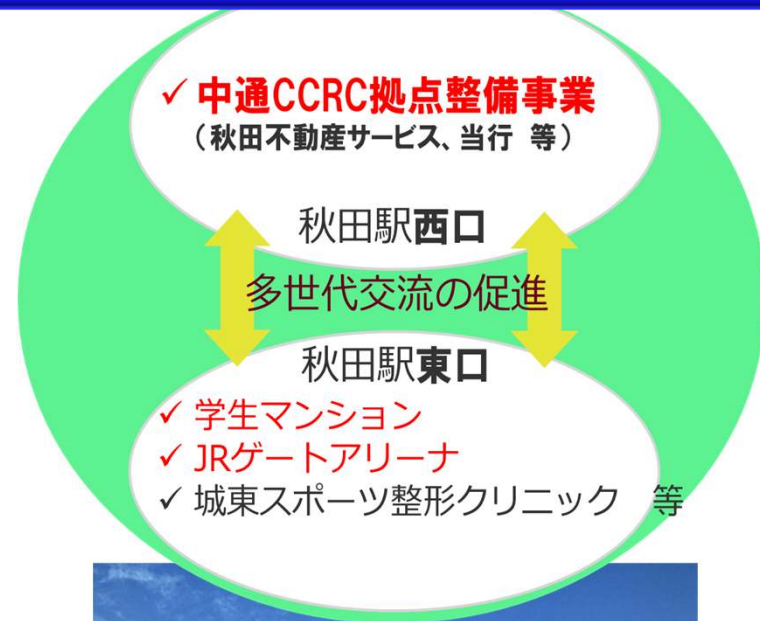 ✓ 中通CCRC拠点整備事業
（秋田不動産サービス、当行 等）
秋田駅西口
多世代交流の促進
秋田駅東口
✓ 学生マンション
✓ JRゲートアリーナ
✓ 城東スポーツ整形クリニック 等